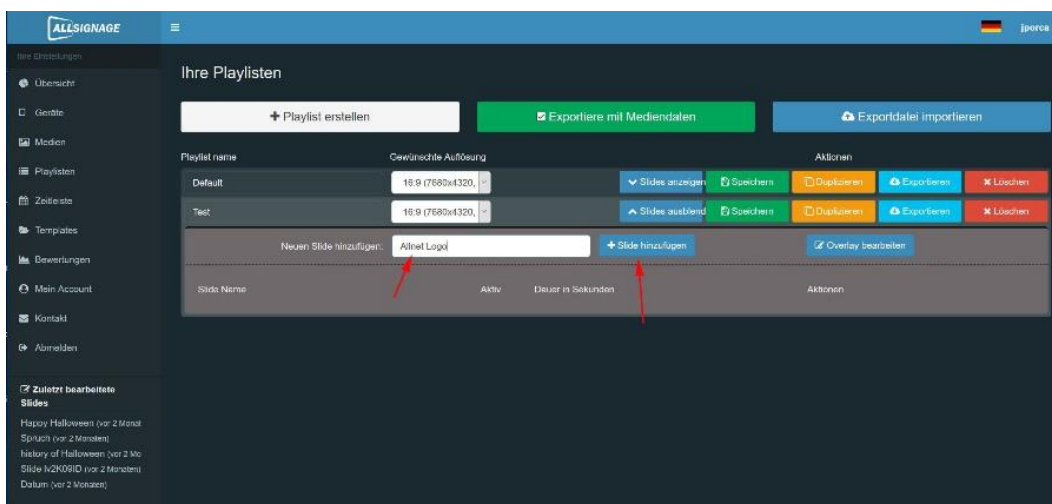 ALLSIGNAGE
jporca
Ihre Einstellungen
Ihre Playlisten
Übersicht
Geräte
Medien
Playlisten
Zeitleiste
Templates
Bewertungen
Mein Account
Kontakt
Abmelden
Zuletzt bearbeitete
Slides
Happy Halloween (vor 2 Monat
Spruch (vor 2 Monaten)
history of Halloween (vor 2 Mo
Slide lv2K09ID (vor 2 Monaten)
Datum (vor 2 Monaten)
Playlist erstellen
Exportiere mit Mediendaten
Exportdatei importieren
Playlist name Gewünschte Auflösung Aktionen
Default 16:9 (7680x4320, Slides anzeigen Speichern Duplizieren Exportieren Löschen
Test 16:9 (7680x4320, Slides ausblend Speichern Duplizieren Exportieren Löschen
Neuen Slide hinzufügen: Allnet Logo Slide hinzufügen Overlay bearbeiten
Slide Name Aktiv Dauer in Sekunden Aktionen